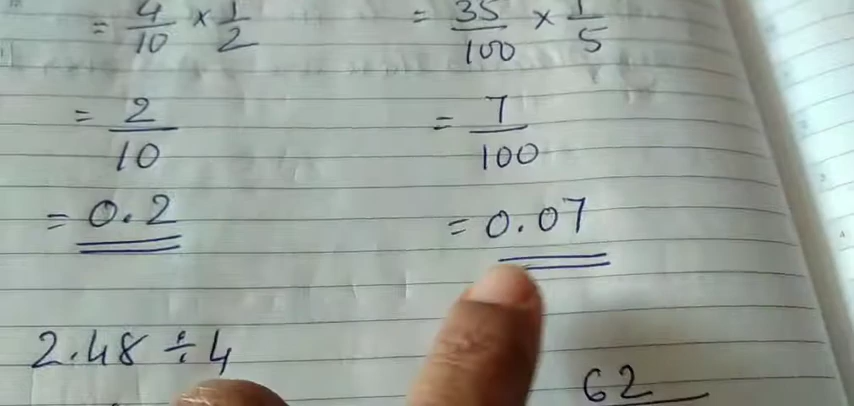 = 4/10 × 1/2
= 2/10
= 0.2
= 35/100 × 1/5
= 7/100
= 0.07
2.48 ÷ 4
62